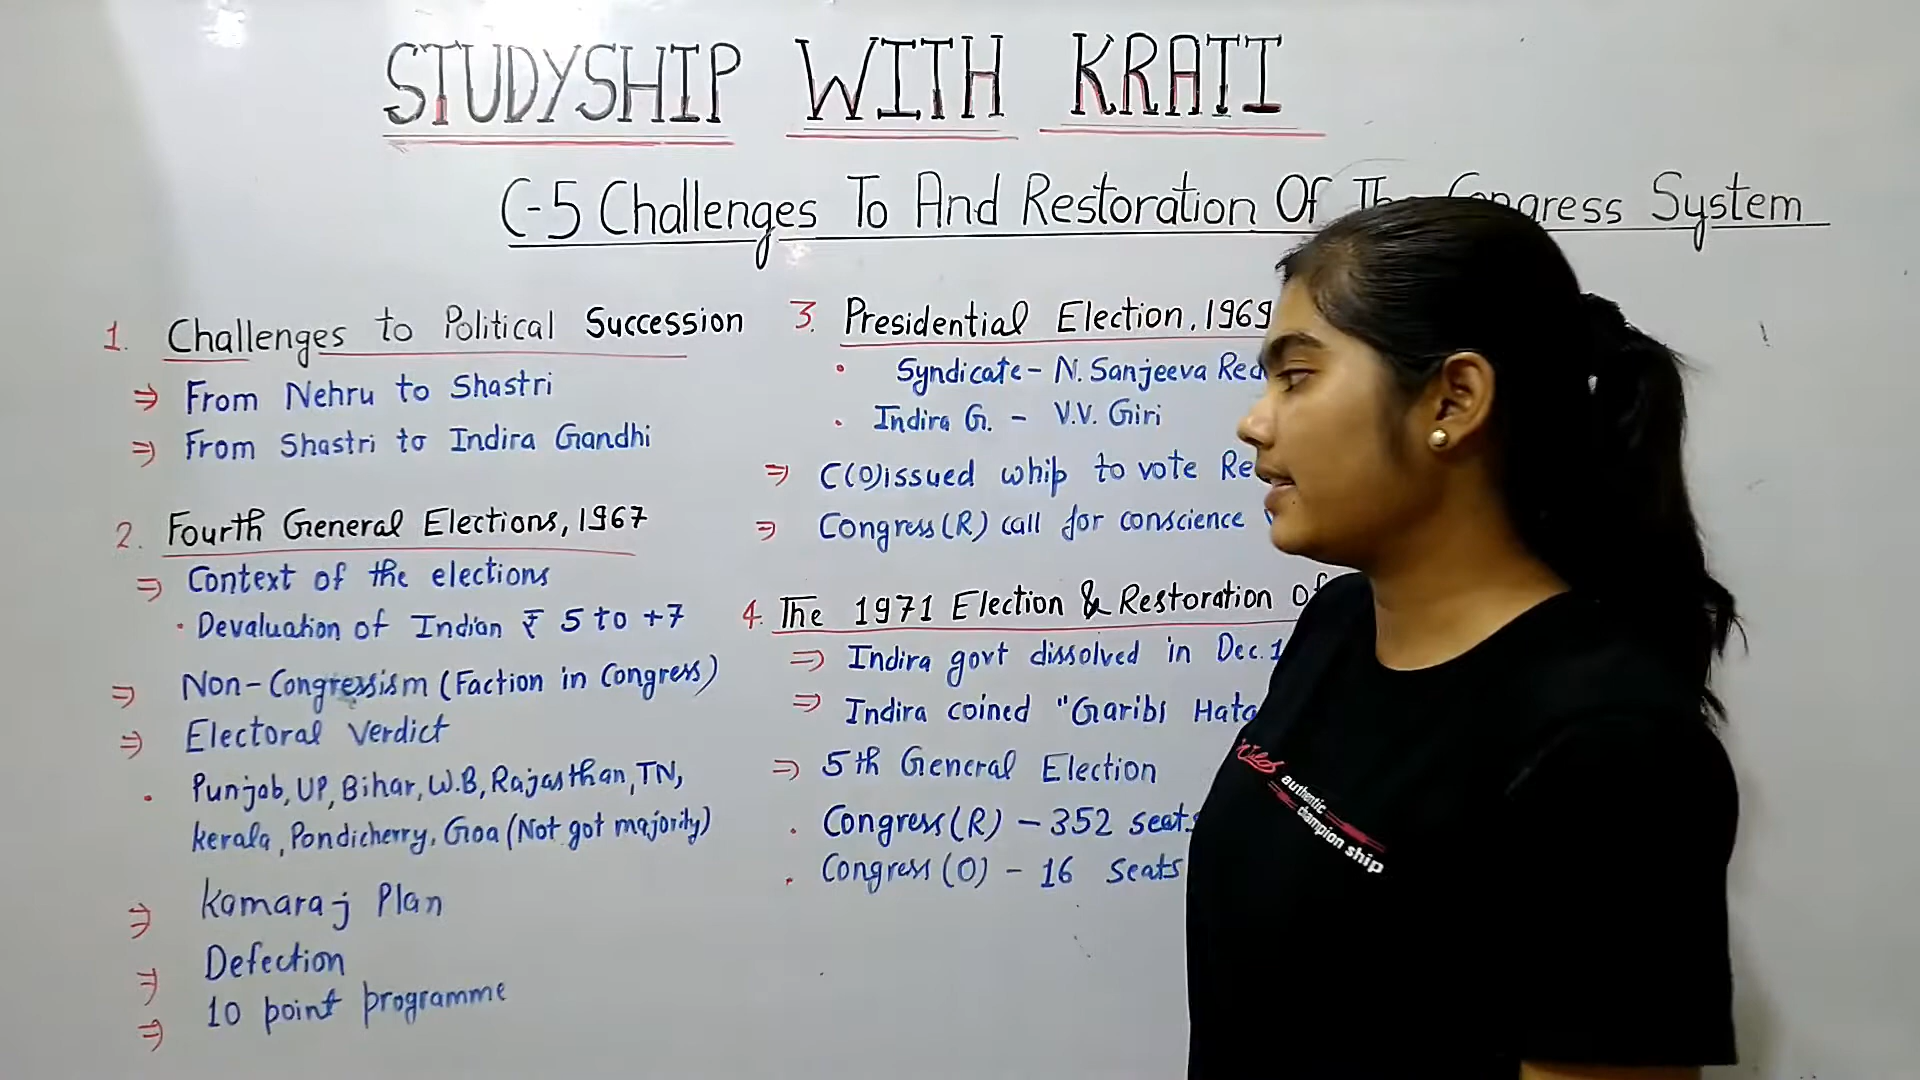 STUDYSHIP WITH KRATI
C-5 Challenges To And Restoration Of The Congress System
1. Challenges to Political Succession
⇒ From Nehru to Shastri
⇒ From Shastri to Indira Gandhi
2. Fourth General Elections, 1967
⇒ Context of the elections
• Devaluation of Indian ₹ 5 to +7
⇒ Non-Congressism (Faction in Congress)
⇒ Electoral Verdict
• Punjab, UP, Bihar, W.B, Rajasthan, TN,
Kerala, Pondicherry, Goa (Not got majority)
⇒ Kamaraj Plan
⇒ Defection
⇒ 10 point programme
3. Presidential Election, 1969
• Syndicate - N. Sanjeeva
• Indira G. - V.V. Giri
⇒ C(O) issued whip to vote
⇒ Congress (R) call for conscience
4. The 1971 Election & Restoration Of
⇒ Indira govt dissolved in Dec.
⇒ Indira coined "Garibi
⇒ 5th General Election
• Congress (R) - 352 seats
• Congress (O) - 16 seats
authentic
champion ship